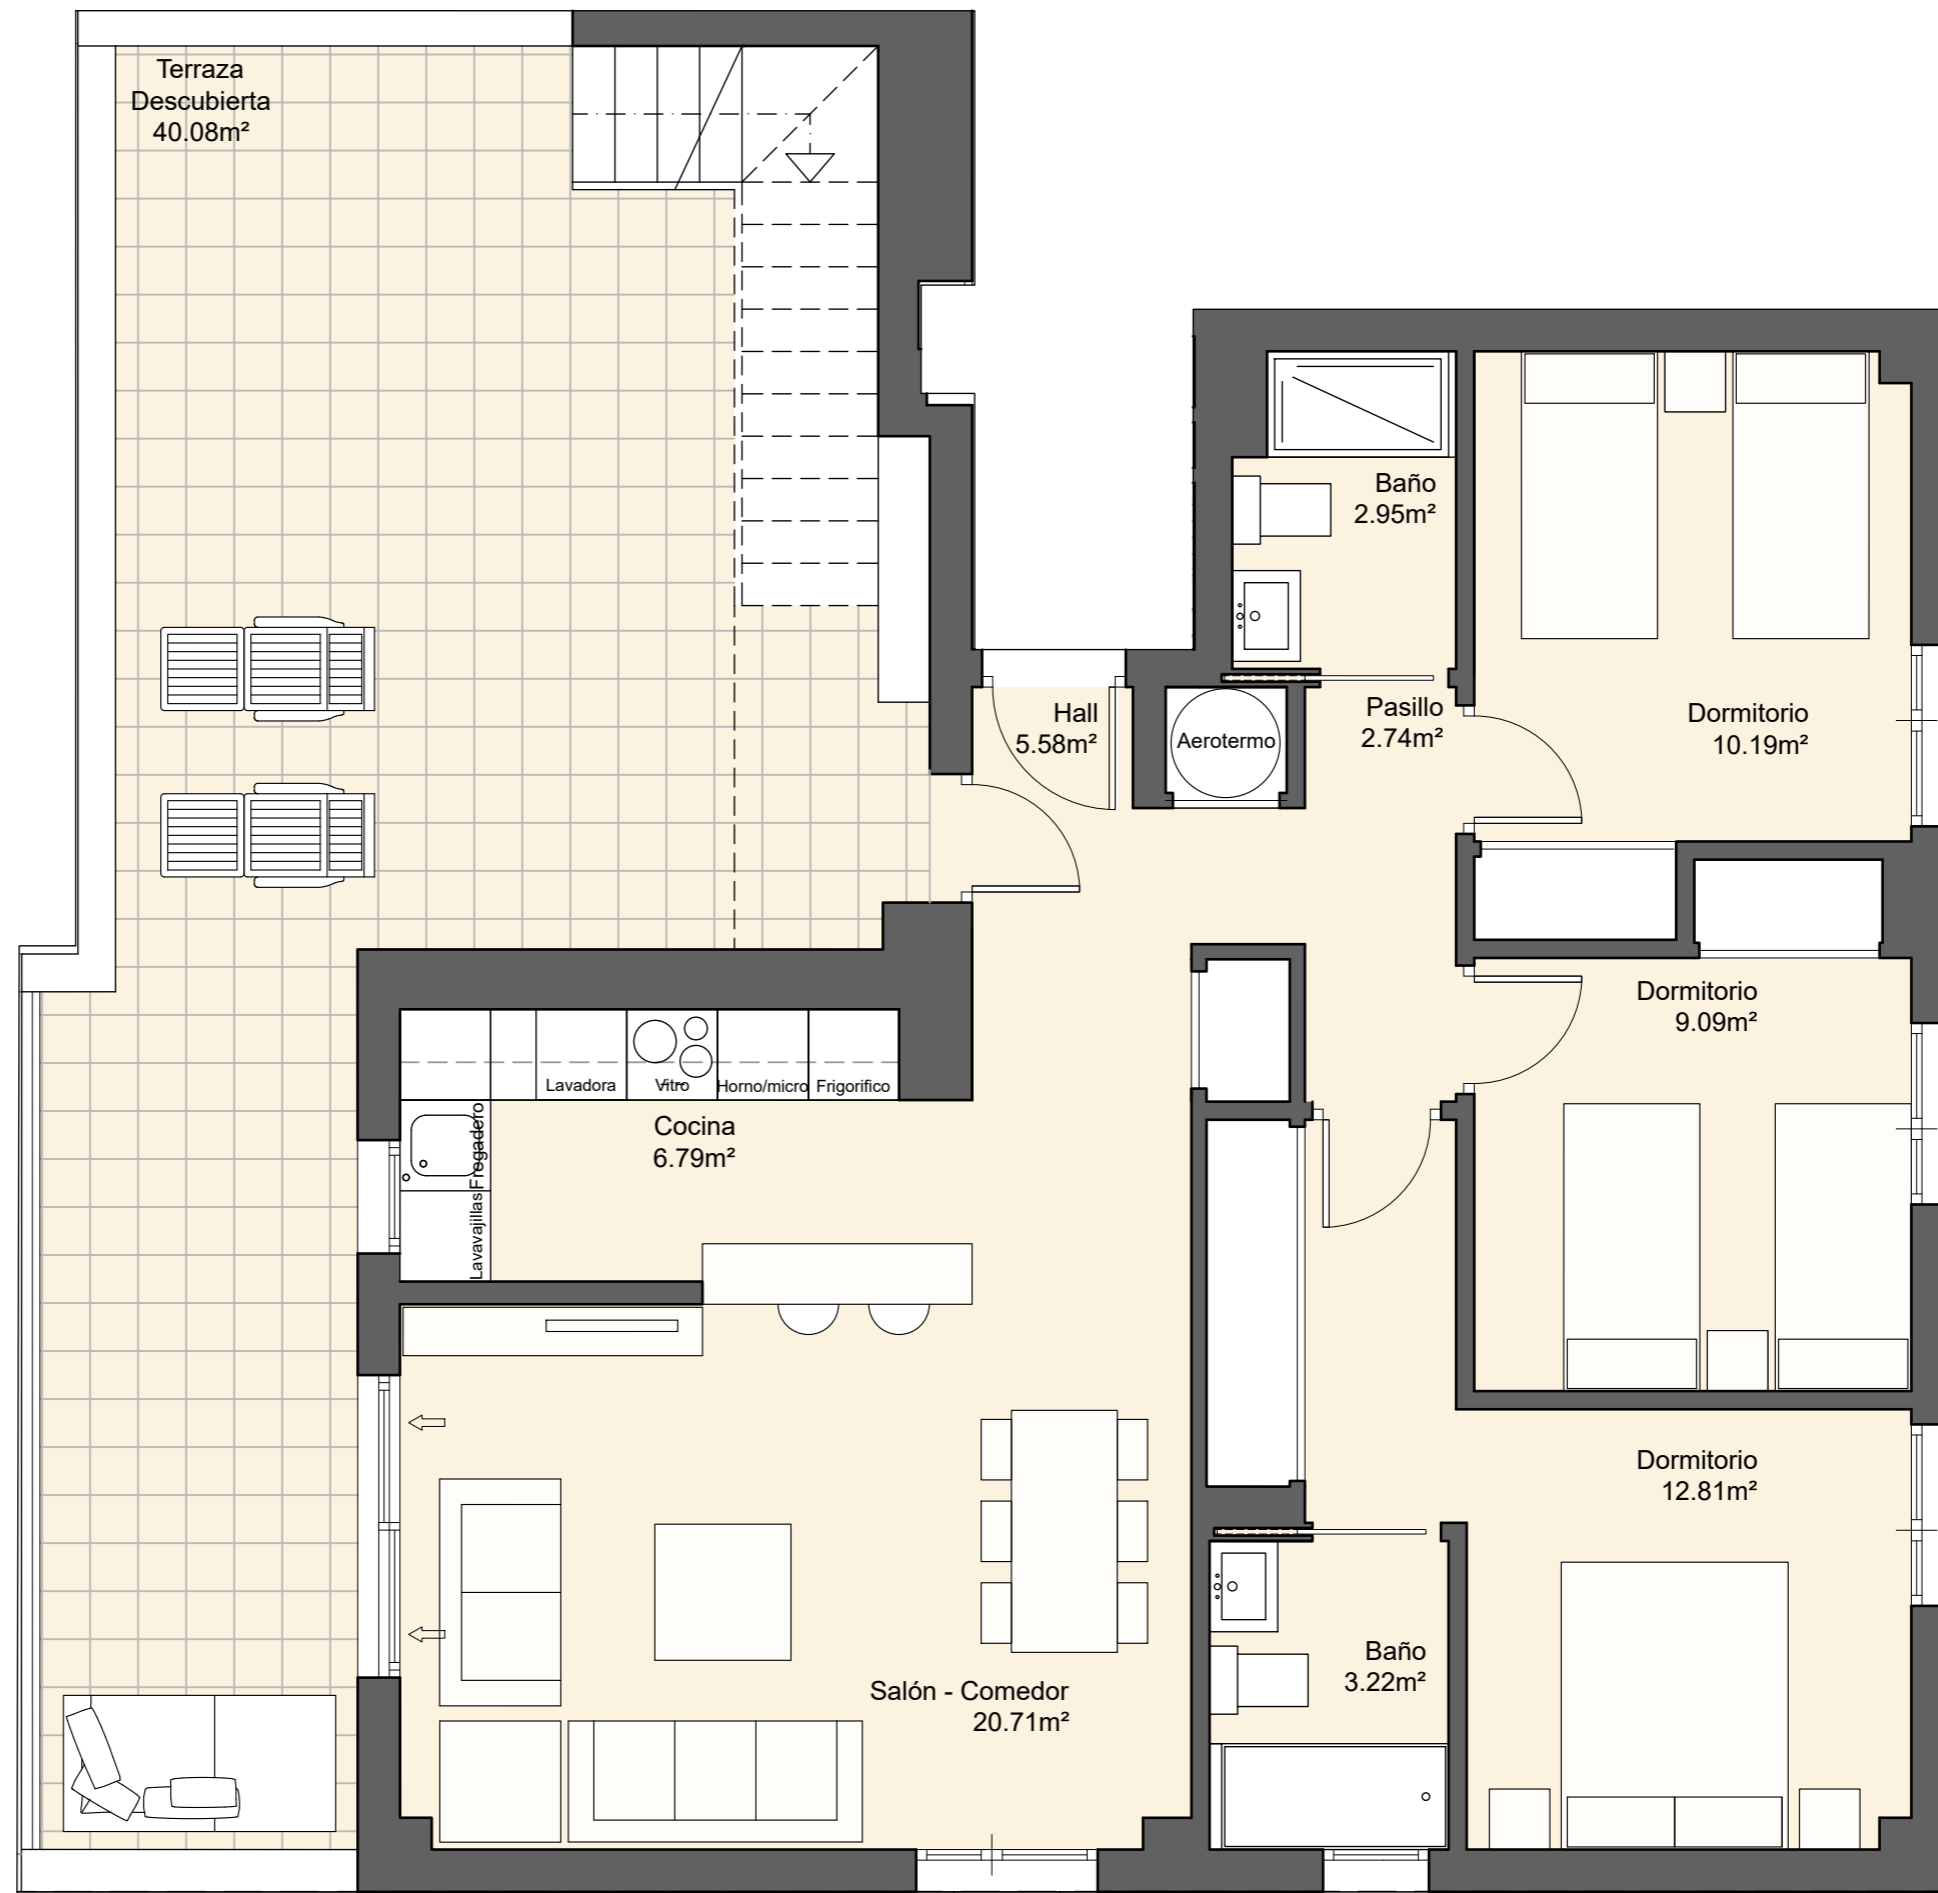 Terraza
Descubierta
40.08m²
Baño
2.95m²
Hall
5.58m²
Aerotermo
Pasillo
2.74m²
Dormitorio
10.19m²
Dormitorio
9.09m²
Lavadora
Vitro
Horno/micro
Frigorifico
Fregadero
Lavavajillas
Cocina
6.79m²
Dormitorio
12.81m²
Baño
3.22m²
Salón - Comedor
20.71m²